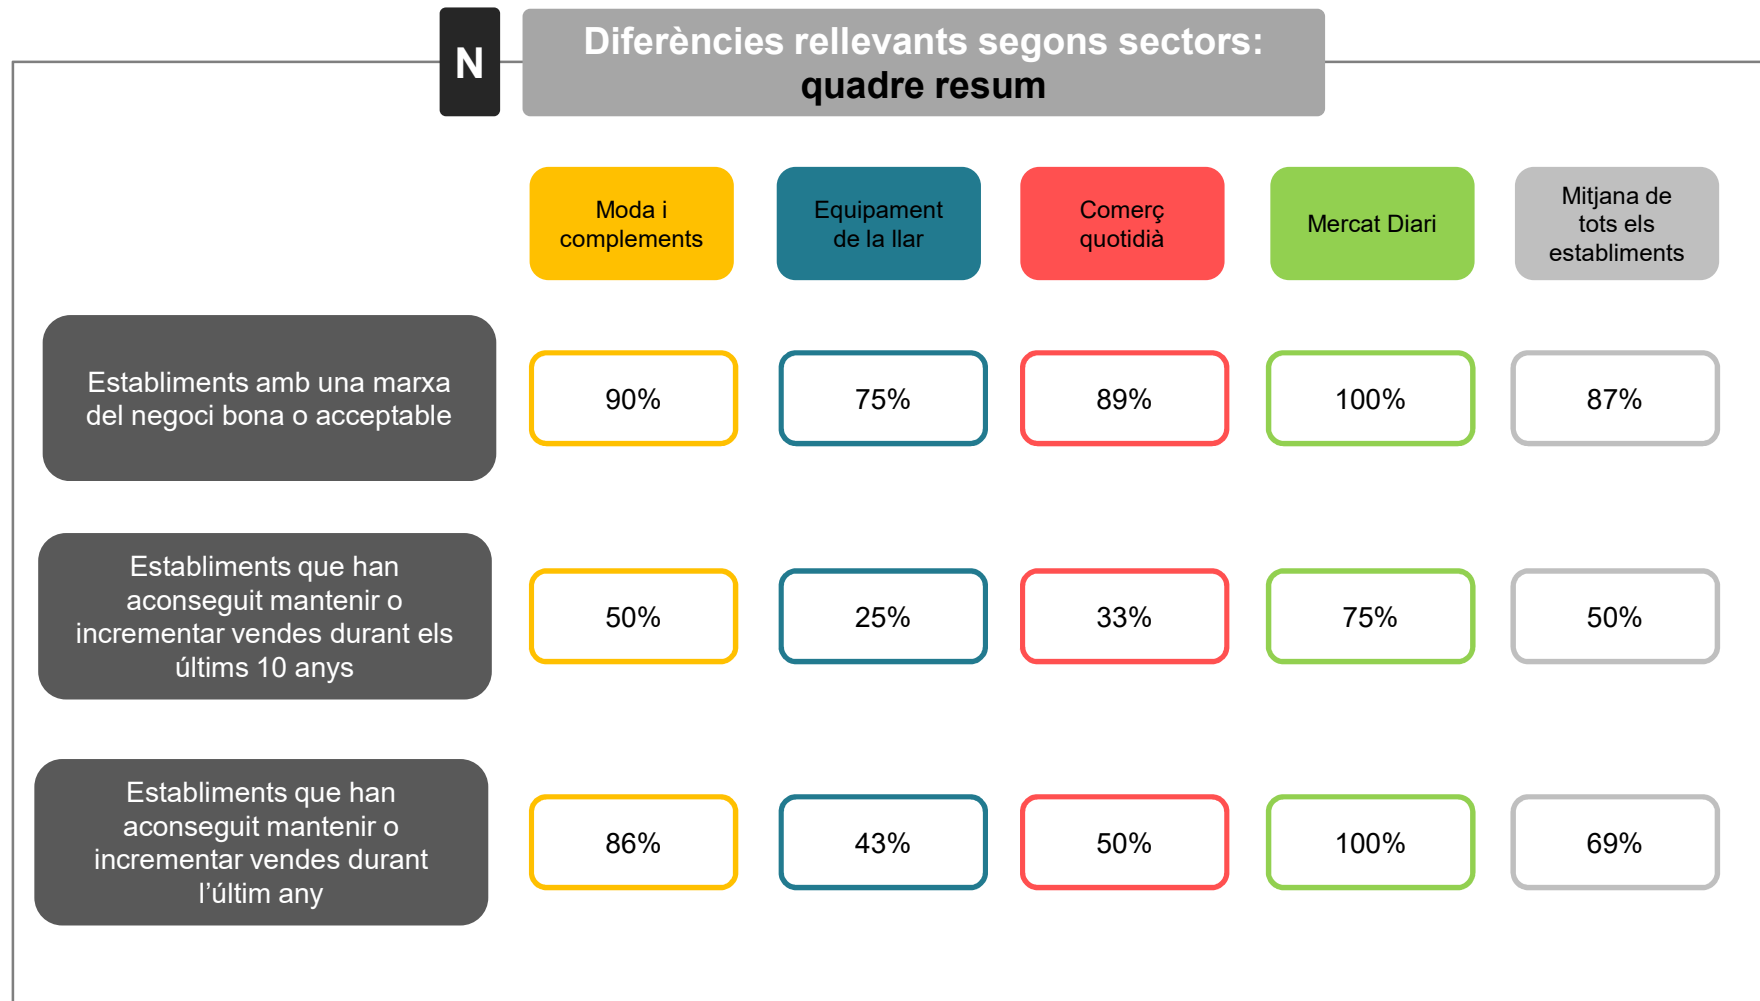 N
Diferències rellevants segons sectors:
quadre resum
Moda i
complements
Equipament
de la llar
Comerç
quotidià
Mercat Diari
Mitjana de
tots els
establiments
Establiments amb una marxa
del negoci bona o acceptable
90%
75%
89%
100%
87%
Establiments que han
aconseguit mantenir o
incrementar vendes durant els
últims 10 anys
50%
25%
33%
75%
50%
Establiments que han
aconseguit mantenir o
incrementar vendes durant
l’últim any
86%
43%
50%
100%
69%